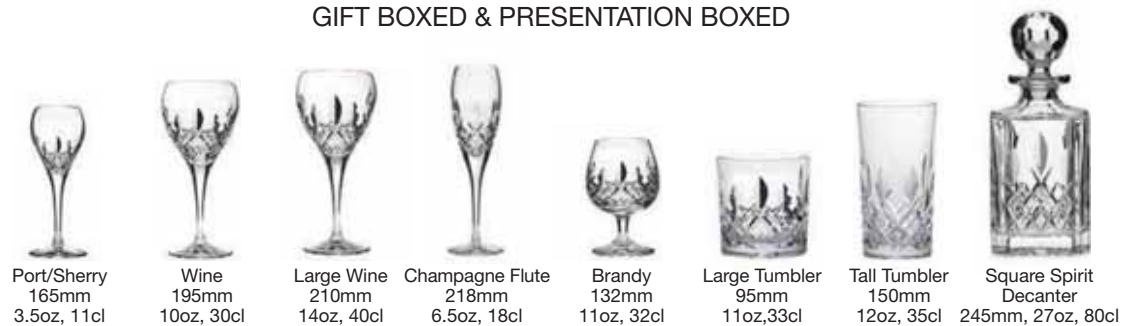 GIFT BOXED & PRESENTATION BOXED
Port/Sherry
165mm
3.5oz, 11cl
Wine
195mm
10oz, 30cl
Large Wine
210mm
14oz, 40cl
Champagne Flute
218mm
6.5oz, 18cl
Brandy
132mm
11oz, 32cl
Large Tumbler
95mm
11oz,33cl
Tall Tumbler
150mm
12oz, 35cl
Square Spirit
Decanter
245mm, 27oz, 80cl